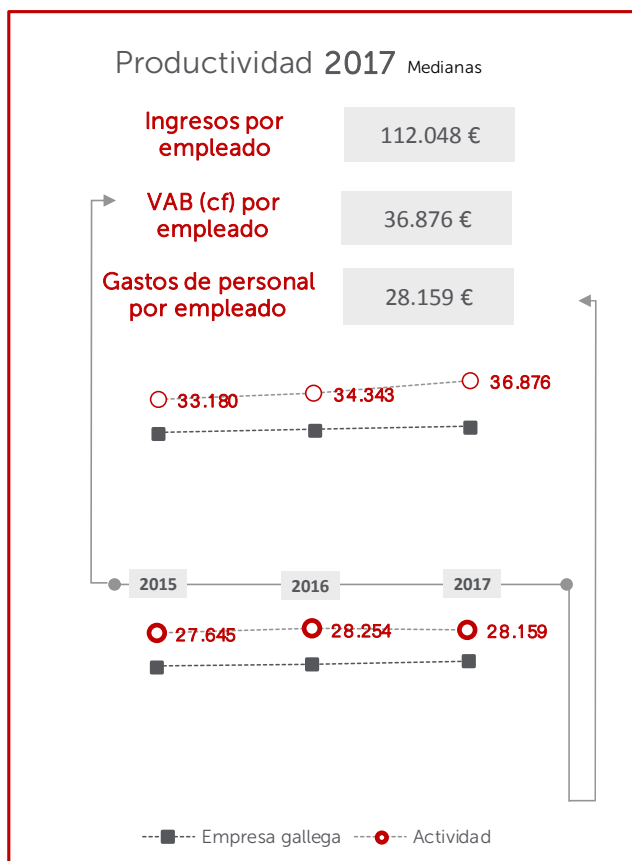 Productividad 2017 Medianas
Ingresos por
empleado
112.048 €
VAB (cf) por
empleado
36.876 €
Gastos de personal
por empleado
28.159 €
33.180
34.343
36.876
2015
2016
2017
27.645
28.254
28.159
Empresa gallega
Actividad